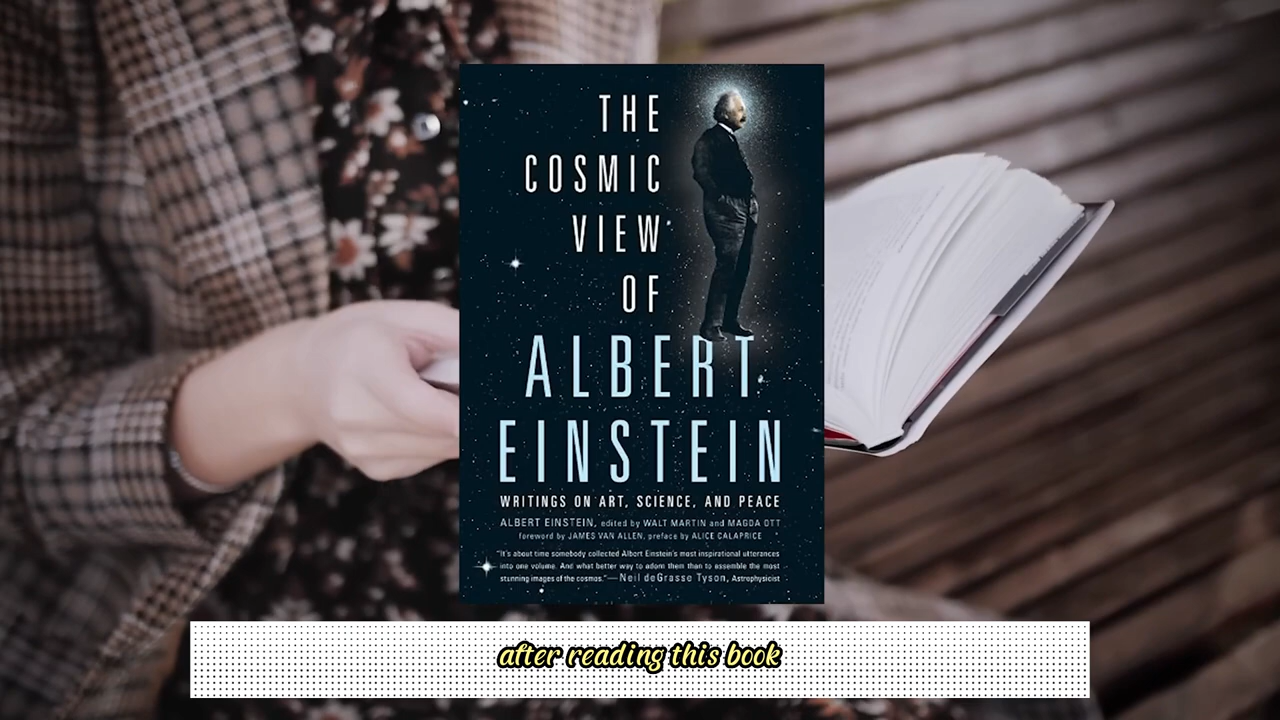 THE
COSMIC
VIEW
OF
ALBERT
EINSTEIN
WRITINGS ON ART, SCIENCE, AND PEACE
ALBERT EINSTEIN, edited by WALT MARTIN and MAGDA OTT
foreword by JAMES VAN ALLEN, preface by ALICE CALAPRICE
"It's about time somebody collected Albert Einstein's most inspirational utterances
into one volume. And what better way to adorn them than to assemble the most
stunning images of the cosmos."—Neil deGrasse Tyson, Astrophysicist
after reading this book